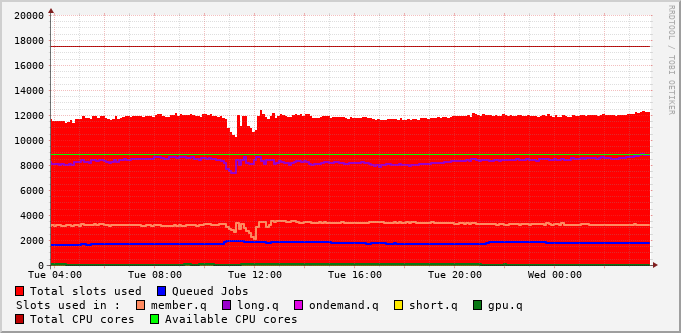 RRDTOOL / TOBI OETIKER
20000
18000
16000
14000
12000
10000
8000
6000
4000
2000
0
Tue 04:00 Tue 08:00 Tue 12:00 Tue 16:00 Tue 20:00 Wed 00:00
Total slots used Queued Jobs
Slots used in : member.q long.q ondemand.q short.q gpu.q
Total CPU cores Available CPU cores